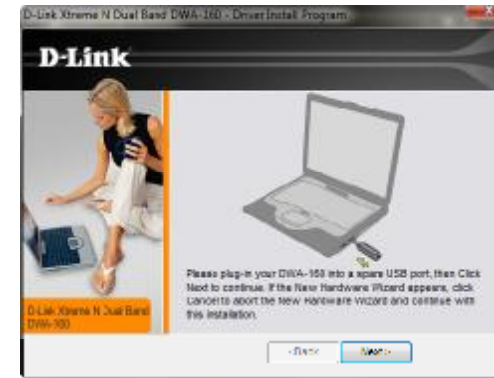 D-Link Xtreme N Dual Band DWA-160 - Driver Install Program
D-Link
Please plug-in your DWA-160 into a spare USB port, then Click
Next to continue. If the New Hardware Wizard appears, click
Cancel to abort the New Hardware Wizard and continue with
this installation.
D-Link Xtreme N Dual Band
DWA-160
< Back
Next >